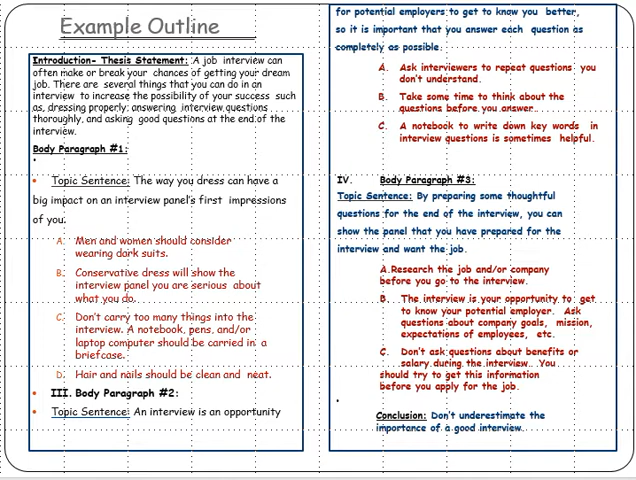 Example Outline
Introduction- Thesis Statement: A job interview can
often make or break your chances of getting your dream
job. There are several things that you can do in an
interview to increase the possibility of your success such
as, dressing properly, answering interview questions
thoroughly, and asking good questions at the end of the
interview.
Body Paragraph #1:
• Topic Sentence: The way you dress can have a
big impact on an interview panel's first impressions
of you.
A. Men and women should consider
wearing dark suits.
B. Conservative dress will show the
interview panel you are serious about
what you do.
C. Don't carry too many things into the
interview. A notebook, pens, and/or
laptop computer should be carried in a
briefcase.
D. Hair and nails should be clean and neat.
• III. Body Paragraph #2:
• Topic Sentence: An interview is an opportunity
for potential employers to get to know you better,
so it is important that you answer each question as
completely as possible.
A. Ask interviewers to repeat questions you
don't understand.
B. Take some time to think about the
questions before you answer.
C. A notebook to write down key words in
interview questions is sometimes helpful.
IV. Body Paragraph #3:
Topic Sentence: By preparing some thoughtful
questions for the end of the interview, you can
show the panel that you have prepared for the
interview and want the job.
A.Research the job and/or company
before you go to the interview.
B. The interview is your opportunity to get
to know your potential employer. Ask
questions about company goals, mission,
expectations of employees, etc.
C. Don't ask questions about benefits or
salary during the interview. You
should try to get this information
before you apply for the job.
Conclusion: Don't underestimate the
importance of a good interview.